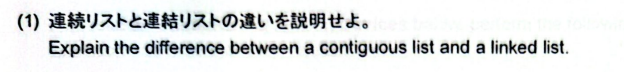 (1) 連続リストと連結リストの違いを説明せよ。
Explain the difference between a contiguous list and a linked list.